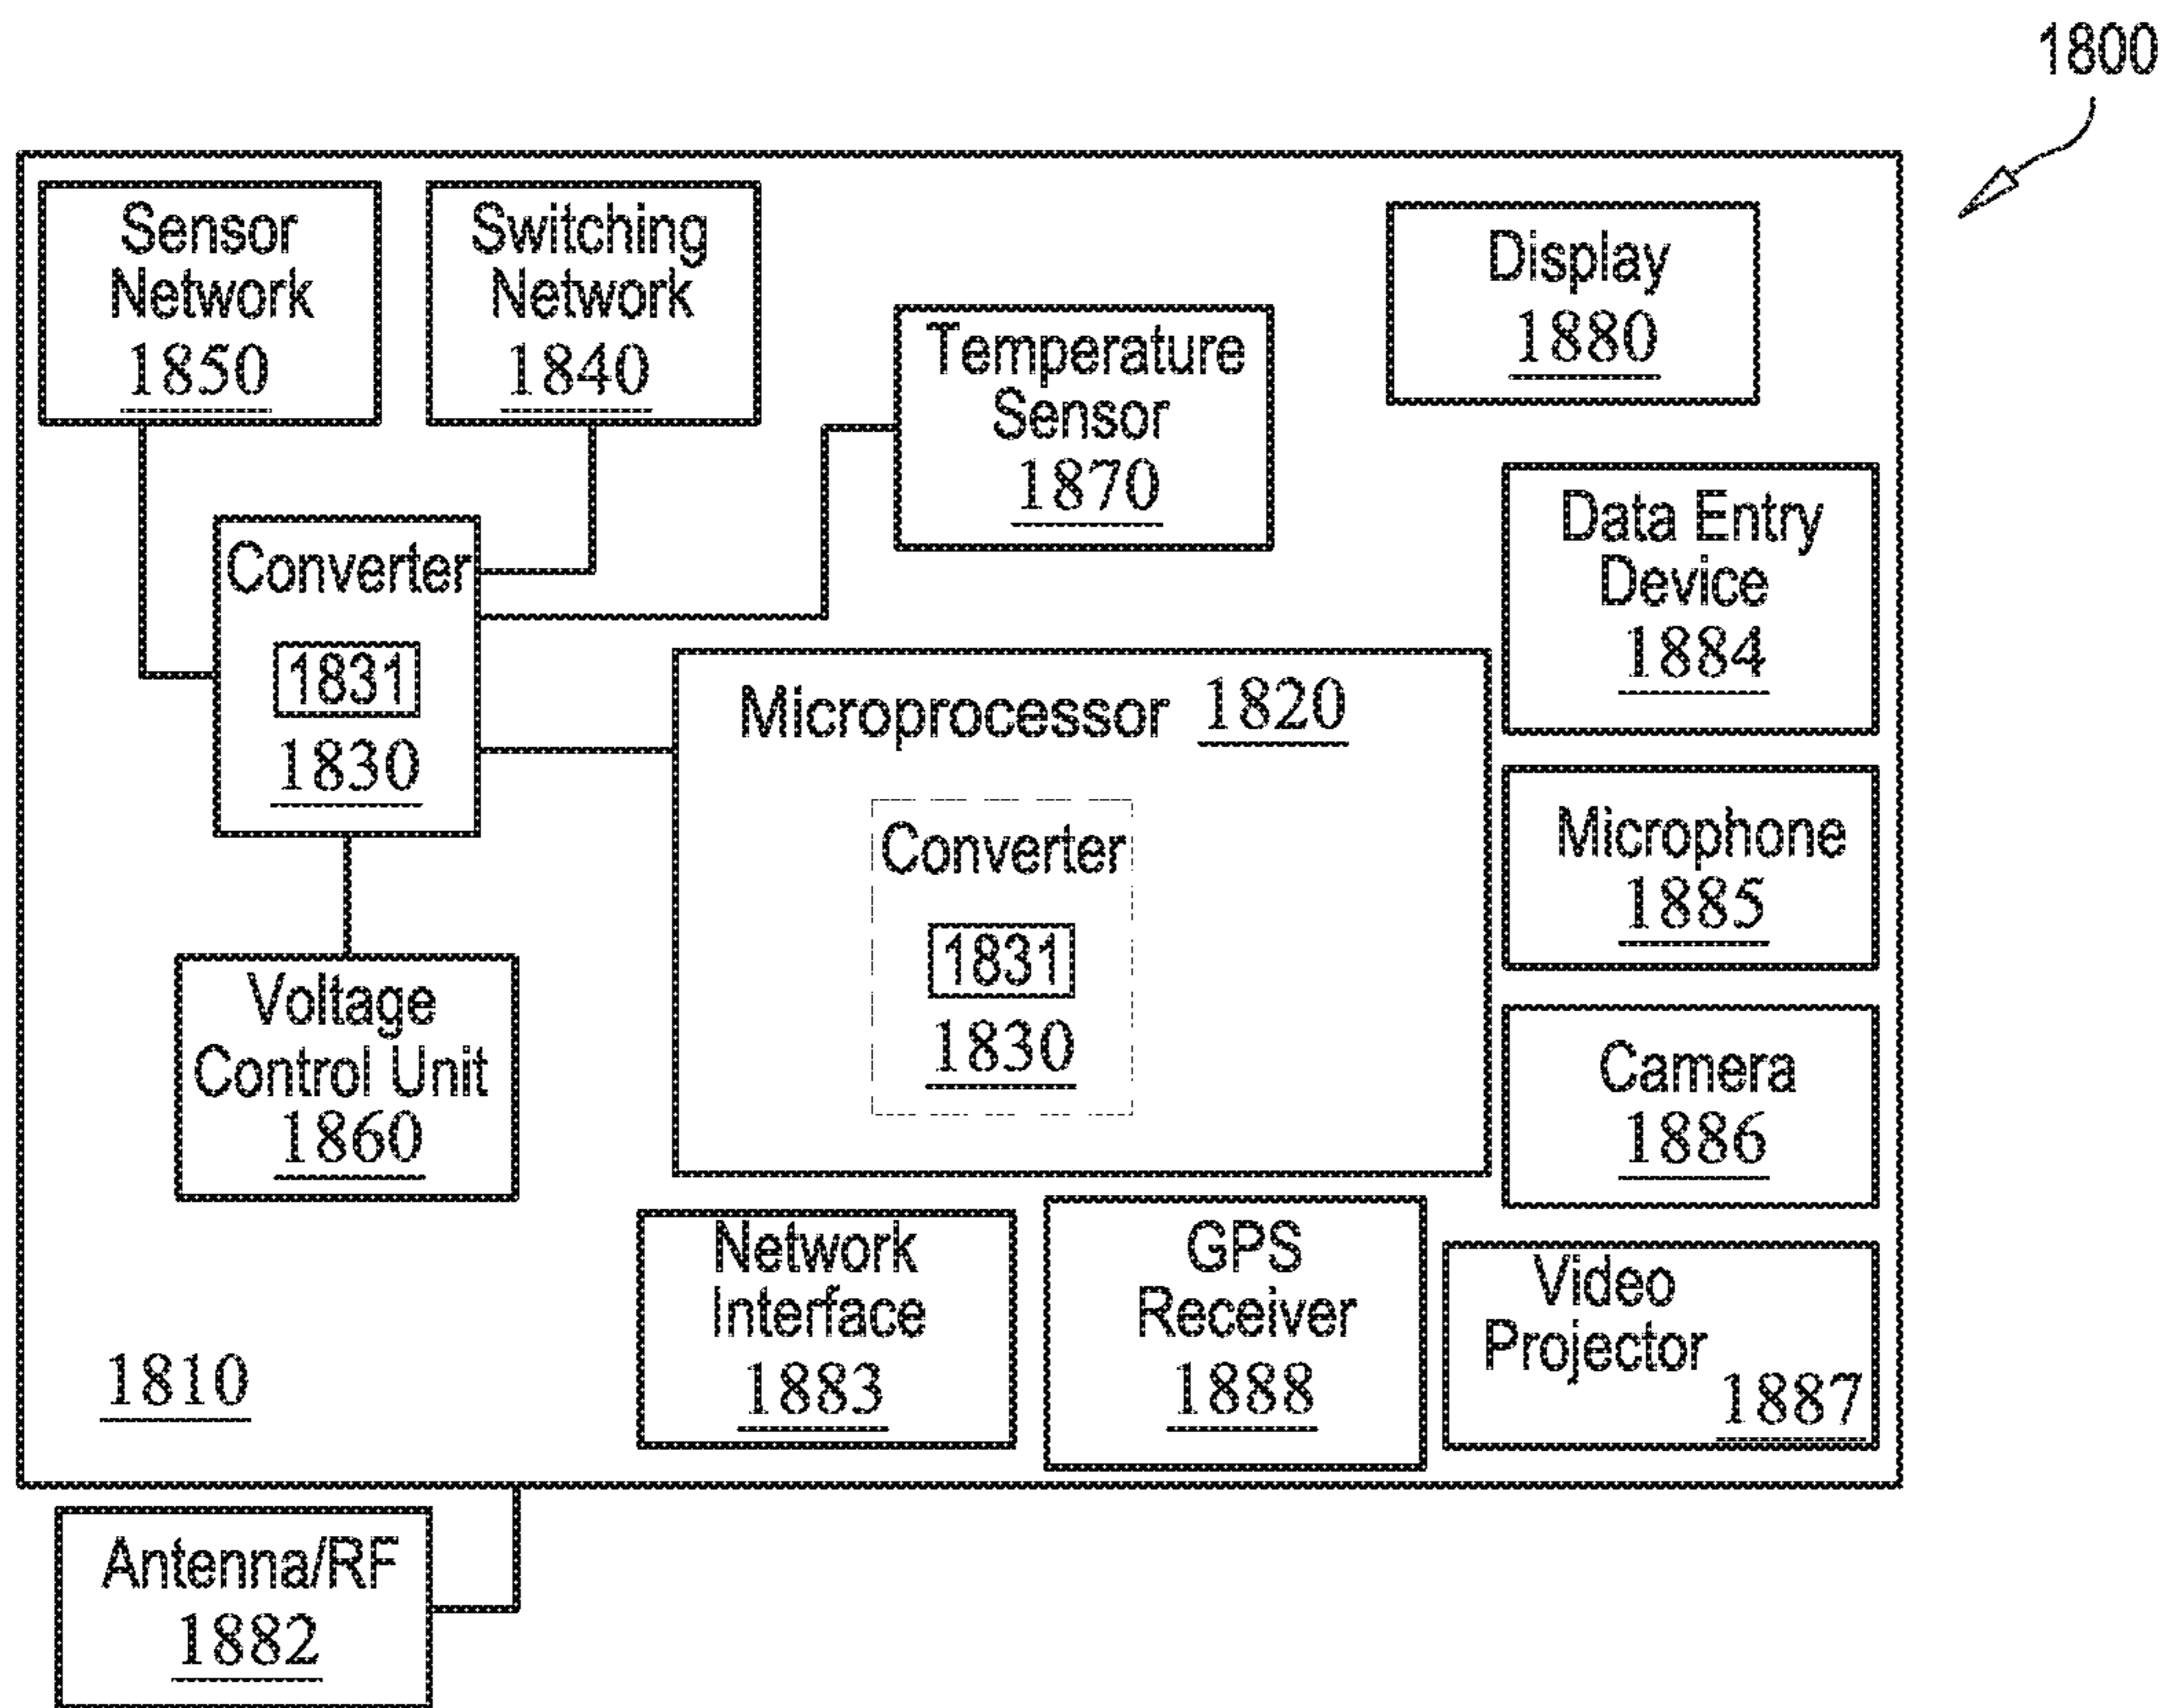 1800
Sensor
Network
1850
Switching
Network
1840
Display
1880
Temperature
Sensor
1870
Data Entry
Device
1884
Converter
1831
1830
Microprocessor 1820
Converter
1831
1830
Microphone
1885
Voltage
Control Unit
1860
Camera
1886
Network
Interface
1883
GPS
Receiver
1888
Video
Projector
1887
1810
Antenna/RF
1882